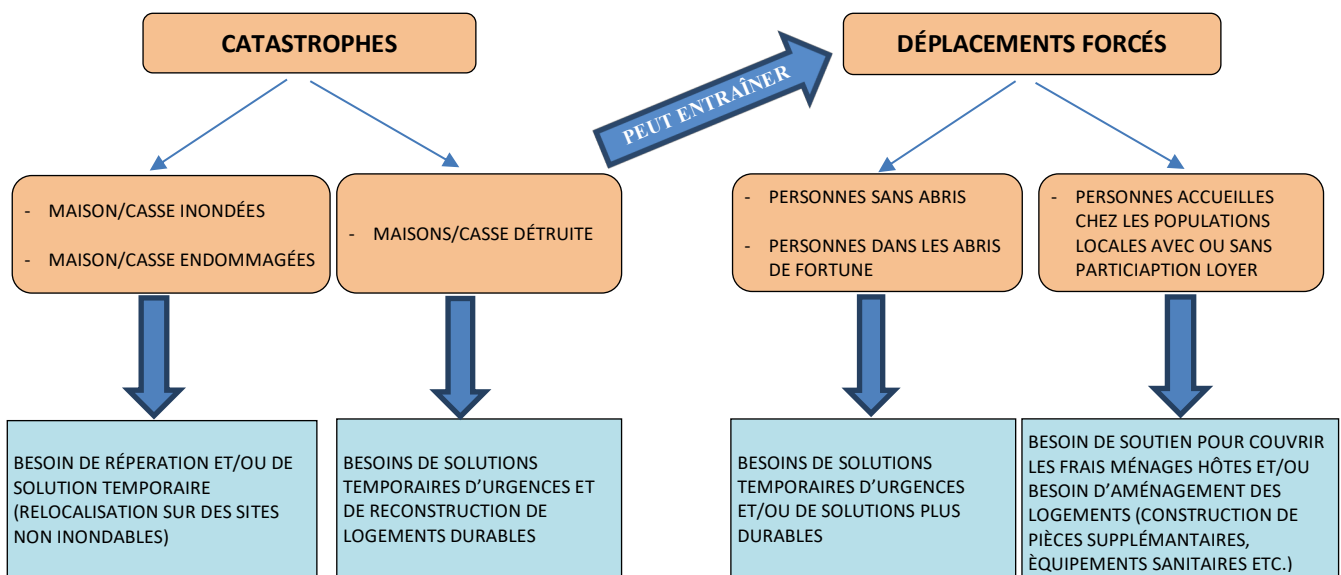 CATASTROPHES
DÉPLACEMENTS FORCÉS
PEUT ENTRAÎNER
- MAISON/CASSE INONDÉES
- MAISON/CASSE ENDOMMAGÉES
- MAISONS/CASSE DÉTRUITE
- PERSONNES SANS ABRIS
- PERSONNES DANS LES ABRIS
DE FORTUNE
- PERSONNES ACCUEILLES
CHEZ LES POPULATIONS
LOCALES AVEC OU SANS
PARTICIAPTION LOYER
BESOIN DE RÉPERATION ET/OU DE
SOLUTION TEMPORAIRE
(RELOCALISATION SUR DES SITES
NON INONDABLES)
BESOINS DE SOLUTIONS
TEMPORAIRES D’URGENCES ET
DE RECONSTRUCTION DE
LOGEMENTS DURABLES
BESOINS DE SOLUTIONS
TEMPORAIRES D’URGENCES
ET/OU DE SOLUTIONS PLUS
DURABLES
BESOIN DE SOUTIEN POUR COUVRIR
LES FRAIS MÉNAGES HÔTES ET/OU
BESOIN D’AMÉNAGEMENT DES
LOGEMENTS (CONSTRUCTION DE
PIÈCES SUPPLÉMANTAIRES,
ÈQUIPEMENTS SANITAIRES ETC.)